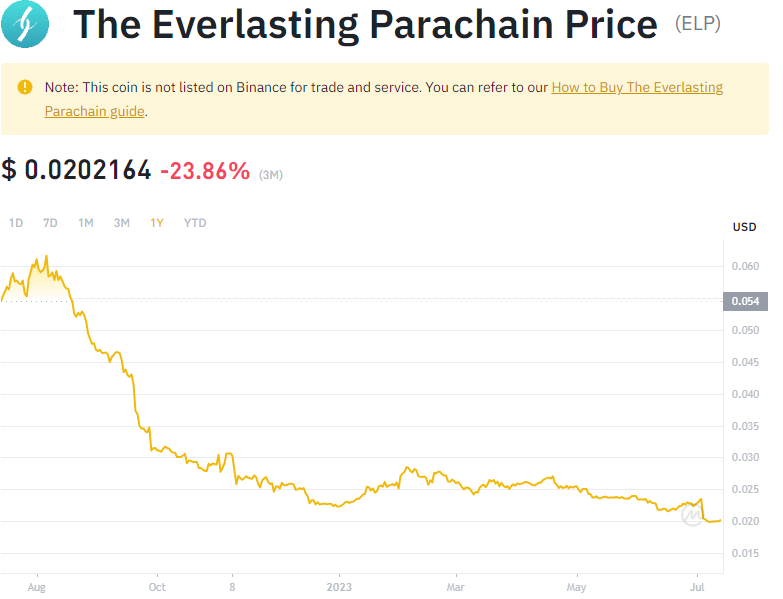 The Everlasting Parachain Price (ELP)
Note: This coin is not listed on Binance for trade and service. You can refer to our How to Buy The Everlasting
Parachain guide.
$ 0.0202164 -23.86% (3M)
1D 7D 1M 3M 1Y YTD
USD
0.060
0.054
0.050
0.045
0.040
0.035
0.030
0.025
0.020
0.015
Aug Oct 8 2023 Mar May Jul